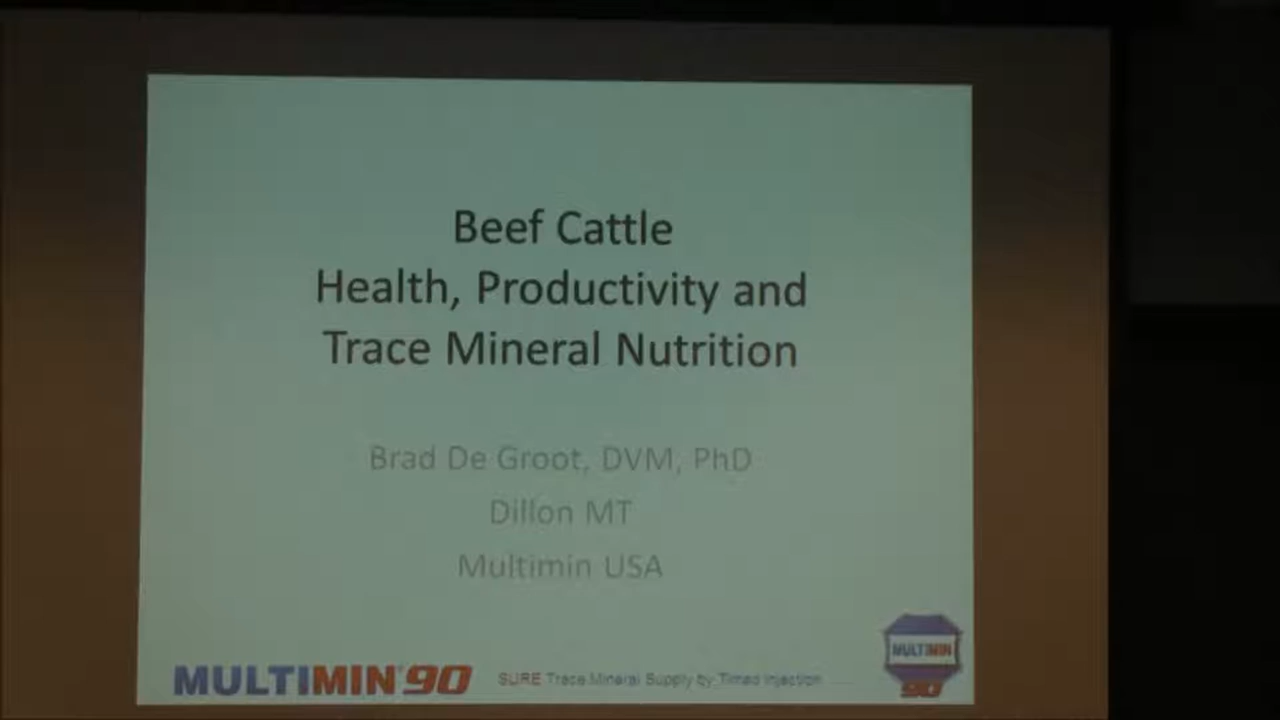 Beef Cattle
Health, Productivity and
Trace Mineral Nutrition
Brad De Groot, DVM, PhD
Dillon MT
Multimin USA
MULTIMIN®90
SURE Trace Mineral Supply by Timed Injection
MULTIMIN
90